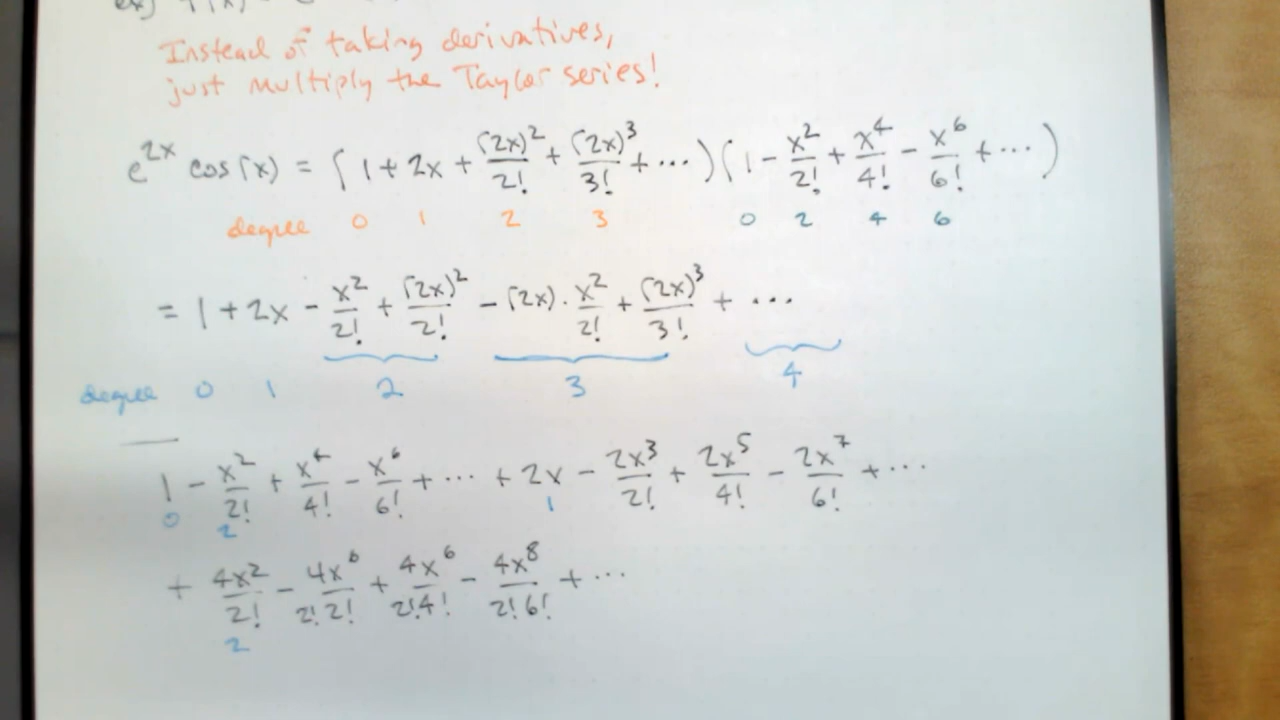 Instead of taking derivatives,
just multiply the Taylor series!
e^{2x} cos(x) = (1 + 2x + (2x)^2/2! + (2x)^3/3! + ...)(1 - x^2/2! + x^4/4! - x^6/6! + ...)
degree 0 1 2 3 0 2 4 6
= 1 + 2x - x^2/2! + (2x)^2/2! - (2x) · x^2/2! + (2x)^3/3! + ...
degree 0 1 2 3 4
1 - x^2/2! + x^4/4! - x^6/6! + ... + 2x - 2x^3/2! + 2x^5/4! - 2x^7/6! + ...
0 2 1
+ 4x^2/2! - 4x^6/2!2! + 4x^6/2!4! - 4x^8/2!6! + ...
2